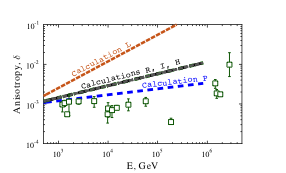 10⁻¹
Calculation L
Calculations R, I, H
10⁻²
Calculation P
10⁻³
10⁻⁴
Anisotropy, δ
10³ 10⁴ 10⁵ 10⁶
E, GeV